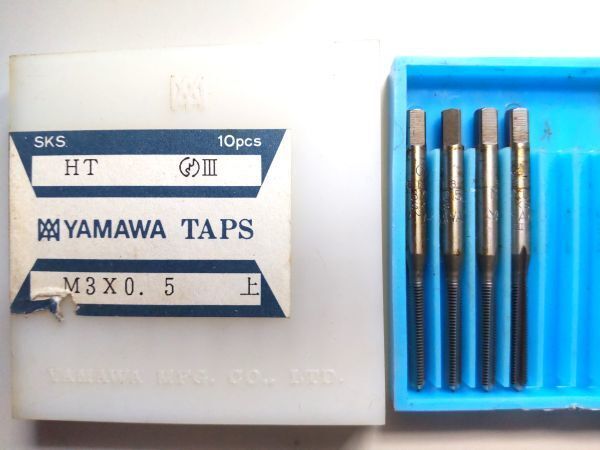 SKS 10pcs
HT III
YAMAWA TAPS
M3X0.5 上
YAMAWA MFG. CO., LTD.